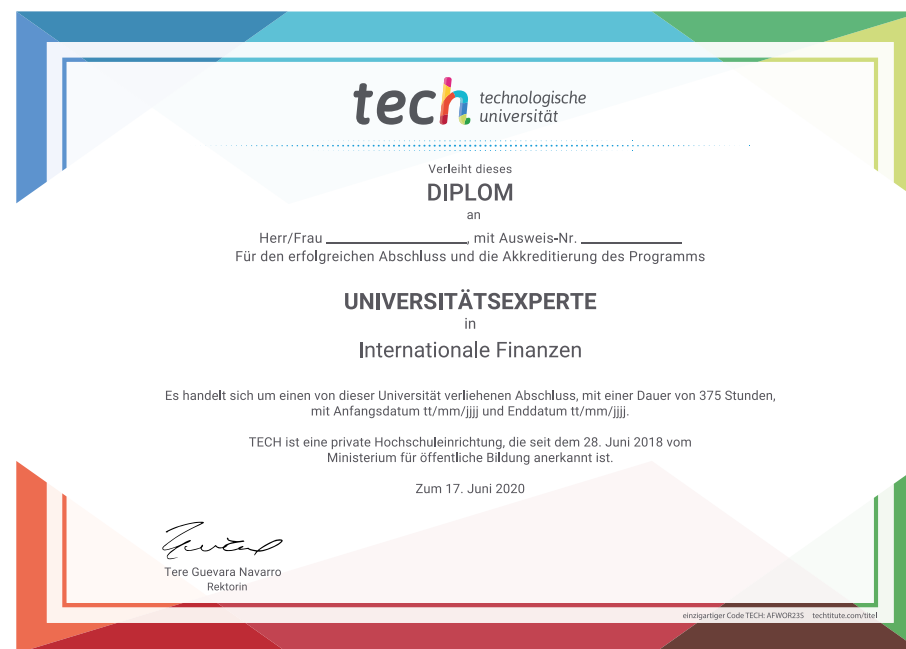 tech technologische
universität
Verleiht dieses
DIPLOM
an
Herr/Frau ____________________, mit Ausweis-Nr. ______________
Für den erfolgreichen Abschluss und die Akkreditierung des Programms
UNIVERSITÄTSEXPERTE
in
Internationale Finanzen
Es handelt sich um einen von dieser Universität verliehenen Abschluss, mit einer Dauer von 375 Stunden,
mit Anfangsdatum tt/mm/jjjj und Enddatum tt/mm/jjjj.
TECH ist eine private Hochschuleinrichtung, die seit dem 28. Juni 2018 vom
Ministerium für öffentliche Bildung anerkannt ist.
Zum 17. Juni 2020
Tere Guevara Navarro
Rektorin
einzigartiger Code TECH: AFWOR23S techtitute.com/titel